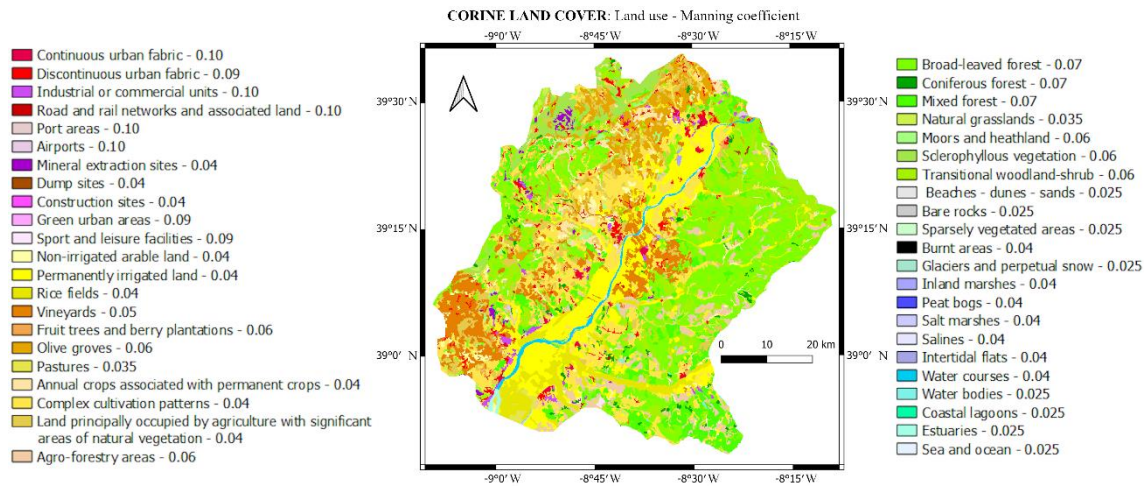 CORINE LAND COVER: Land use - Manning coefficient
Continuous urban fabric - 0.10
Discontinuous urban fabric - 0.09
Industrial or commercial units - 0.10
Road and rail networks and associated land - 0.10
Port areas - 0.10
Airports - 0.10
Mineral extraction sites - 0.04
Dump sites - 0.04
Construction sites - 0.04
Green urban areas - 0.09
Sport and leisure facilities - 0.09
Non-irrigated arable land - 0.04
Permanently irrigated land - 0.04
Rice fields - 0.04
Vineyards - 0.05
Fruit trees and berry plantations - 0.06
Olive groves - 0.06
Pastures - 0.035
Annual crops associated with permanent crops - 0.04
Complex cultivation patterns - 0.04
Land principally occupied by agriculture with significant
areas of natural vegetation - 0.04
Agro-forestry areas - 0.06
-9°0′ W -8°45′ W -8°30′ W
39°30′ N 39°30′ N
39°15′ N 39°15′ N
39°0′ N 39°0′ N
0 10 20 km
-9°0′ W -8°45′ W -8°30′ W
Broad-leaved forest - 0.07
Coniferous forest - 0.07
Mixed forest - 0.07
Natural grasslands - 0.035
Moors and heathland - 0.06
Sclerophyllous vegetation - 0.06
Transitional woodland-shrub - 0.06
Beaches - dunes - sands - 0.025
Bare rocks - 0.025
Sparsely vegetated areas - 0.025
Burnt areas - 0.04
Glaciers and perpetual snow - 0.025
Inland marshes - 0.04
Peat bogs - 0.04
Salt marshes - 0.04
Salines - 0.04
Intertidal flats - 0.04
Water courses - 0.04
Water bodies - 0.025
Coastal lagoons - 0.025
Estuaries - 0.025
Sea and ocean - 0.025